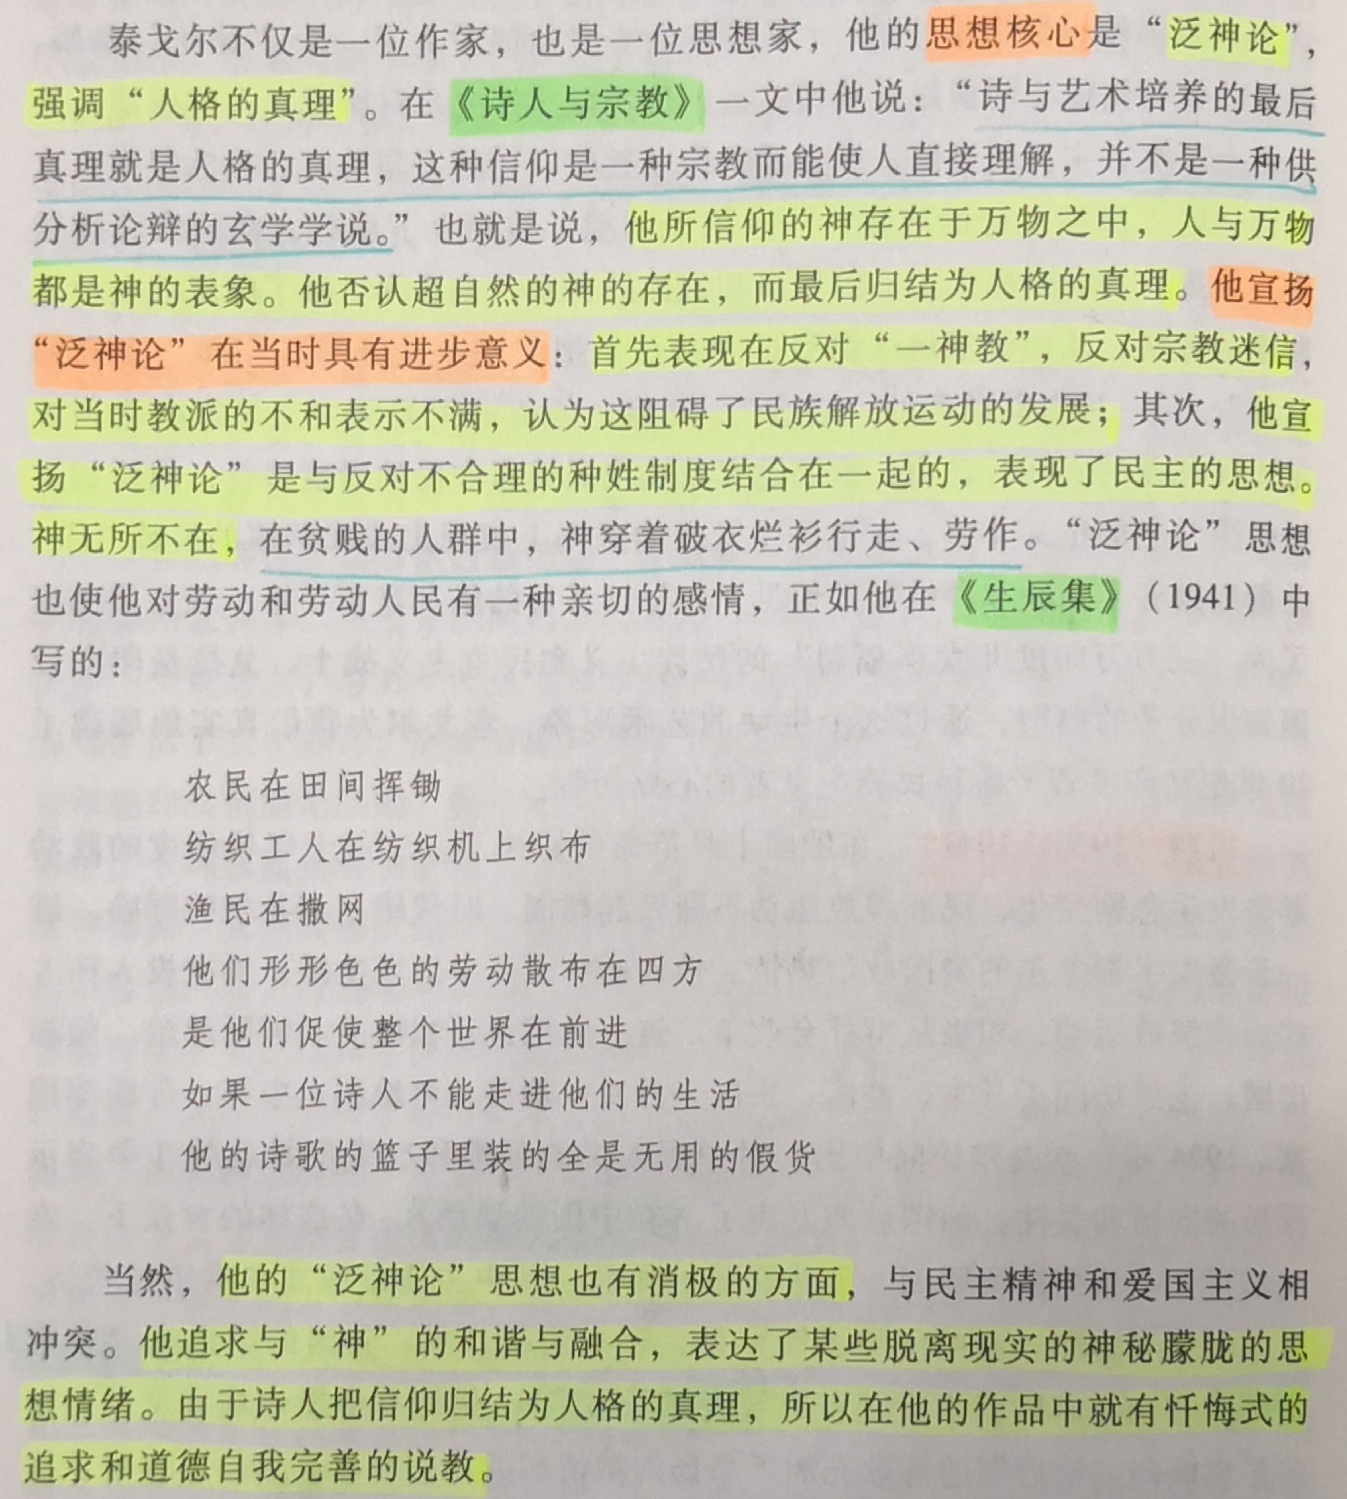 泰戈尔不仅是一位作家，也是一位思想家，他的思想核心是“泛神论”，
强调“人格的真理”。在《诗人与宗教》一文中他说：“诗与艺术培养的最后
真理就是人格的真理，这种信仰是一种宗教而能使人直接理解，并不是一种供
分析论辩的玄学学说。”也就是说，他所信仰的神存在于万物之中，人与万物
都是神的表象。他否认超自然的神的存在，而最后归结为人格的真理。他宣扬
“泛神论”在当时具有进步意义：首先表现在反对“一神教”，反对宗教迷信，
对当时教派的不和表示不满，认为这阻碍了民族解放运动的发展；其次，他宣
扬“泛神论”是与反对不合理的种姓制度结合在一起的，表现了民主的思想。
神无所不在，在贫贱的人群中，神穿着破衣烂衫行走、劳作。“泛神论”思想
也使他对劳动和劳动人民有一种亲切的感情，正如他在《生辰集》（1941）中
写的：
农民在田间挥锄
纺织工人在纺织机上织布
渔民在撒网
他们形形色色的劳动散布在四方
是他们促使整个世界在前进
如果一位诗人不能走进他们的生活
他的诗歌的篮子里装的全是无用的假货
当然，他的“泛神论”思想也有消极的方面，与民主精神和爱国主义相
冲突。他追求与“神”的和谐与融合，表达了某些脱离现实的神秘朦胧的思
想情绪。由于诗人把信仰归结为人格的真理，所以在他的作品中就有忏悔式的
追求和道德自我完善的说教。